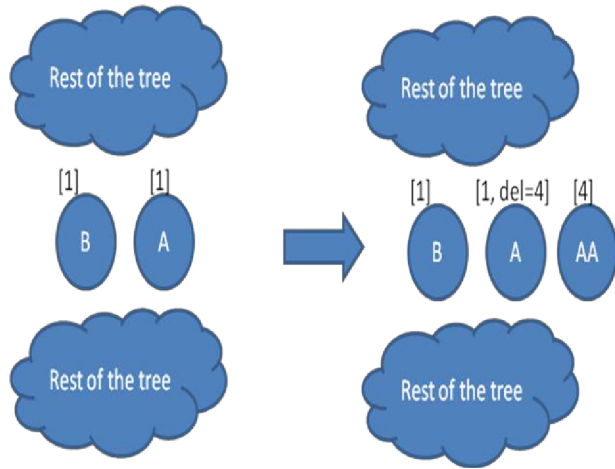 Rest of the tree
Rest of the tree
[1] [1]
[1] [1, del=4] [4]
B A
B A AA
Rest of the tree
Rest of the tree